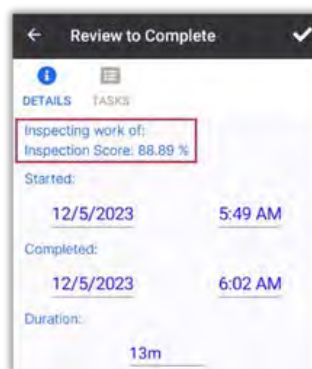 Review to Complete
DETAILS TASKS
Inspecting work of:
Inspection Score: 88.89 %
Started:
12/5/2023 5:49 AM
Completed:
12/5/2023 6:02 AM
Duration:
13m